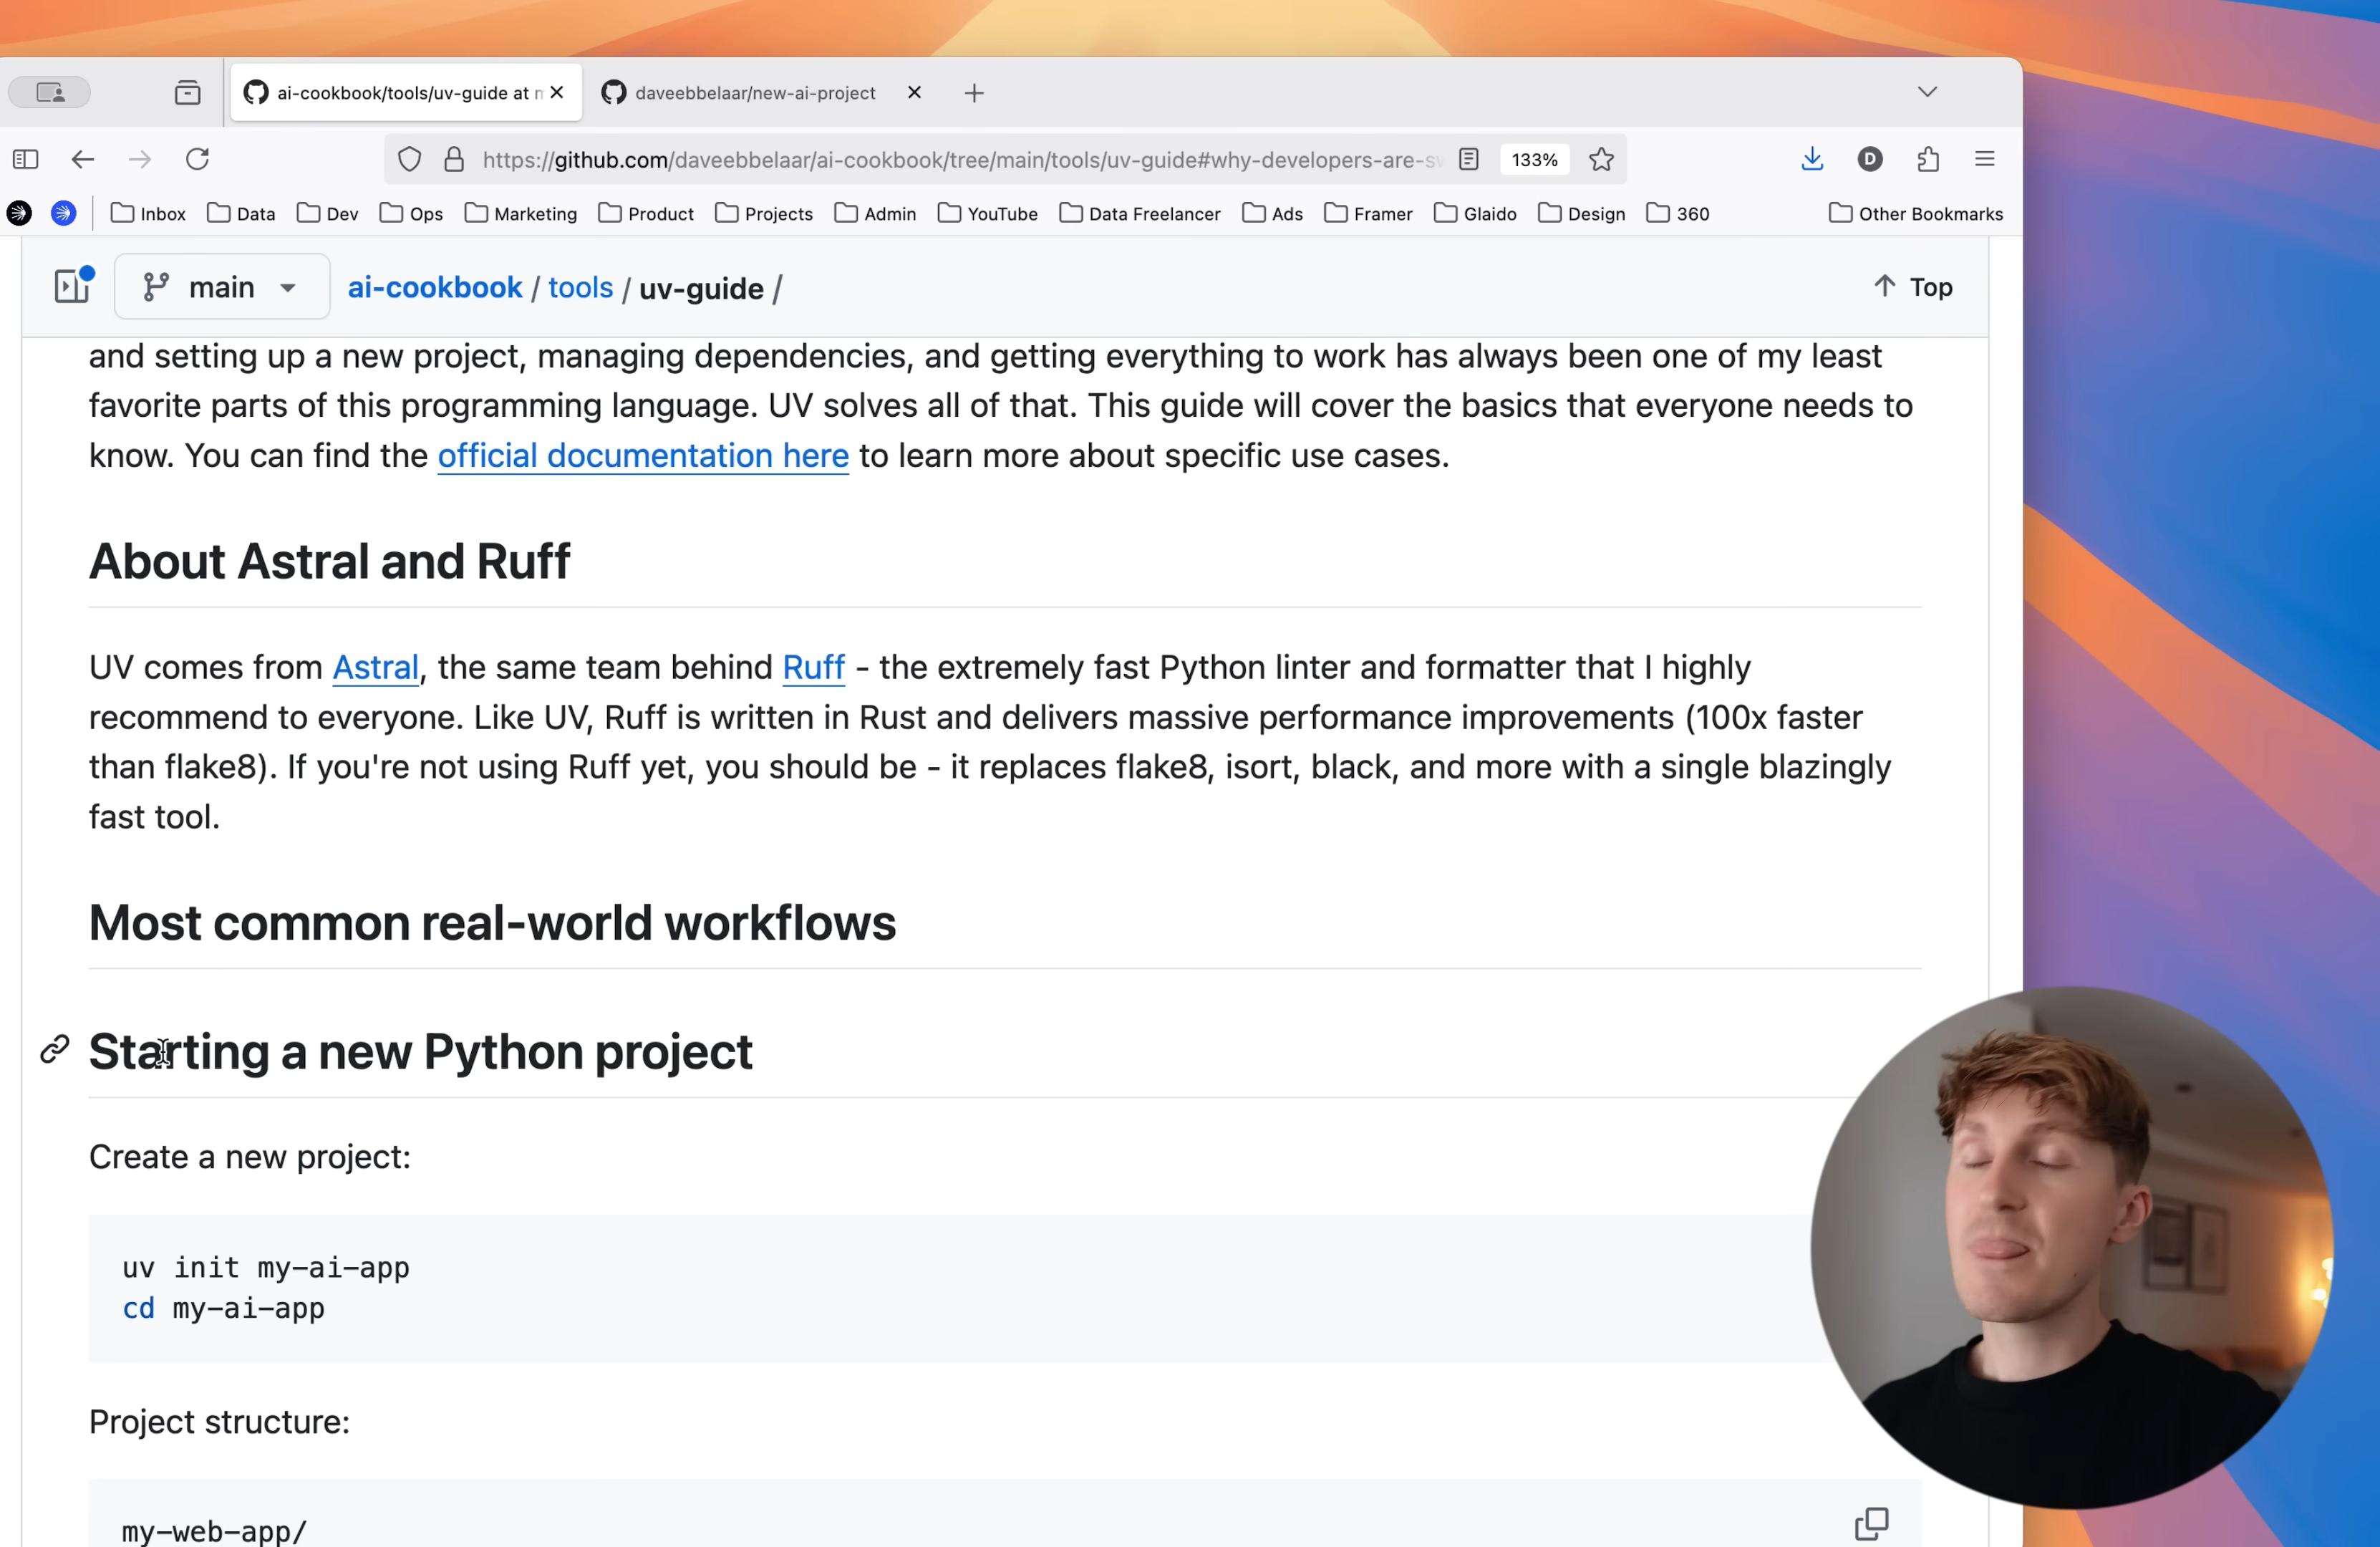 ai-cookbook/tools/uv-guide at m
daveebbelaar/new-ai-project
https://github.com/daveebbelaar/ai-cookbook/tree/main/tools/uv-guide#why-developers-are-sw
133%
D
Inbox Data Dev Ops Marketing Product Projects Admin YouTube Data Freelancer Ads Framer Glaido Design 360 Other Bookmarks
main ai-cookbook / tools / uv-guide / Top
and setting up a new project, managing dependencies, and getting everything to work has always been one of my least
favorite parts of this programming language. UV solves all of that. This guide will cover the basics that everyone needs to
know. You can find the official documentation here to learn more about specific use cases.
About Astral and Ruff
UV comes from Astral, the same team behind Ruff - the extremely fast Python linter and formatter that I highly
recommend to everyone. Like UV, Ruff is written in Rust and delivers massive performance improvements (100x faster
than flake8). If you're not using Ruff yet, you should be - it replaces flake8, isort, black, and more with a single blazingly
fast tool.
Most common real-world workflows
Starting a new Python project
Create a new project:
uv init my-ai-app
cd my-ai-app
Project structure:
my-web-app/